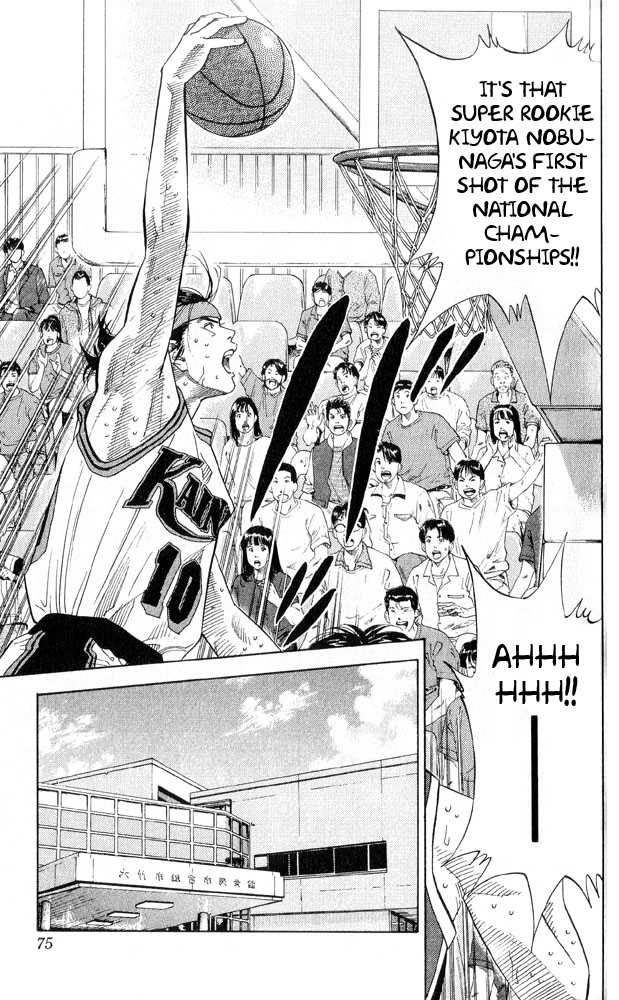 IT'S THAT
SUPER ROOKIE
KIYOTA NOBU-
NAGA'S FIRST
SHOT OF THE
NATIONAL
CHAM-
PIONSHIPS!!
KAIN
10
AHHH
HHH!!
75